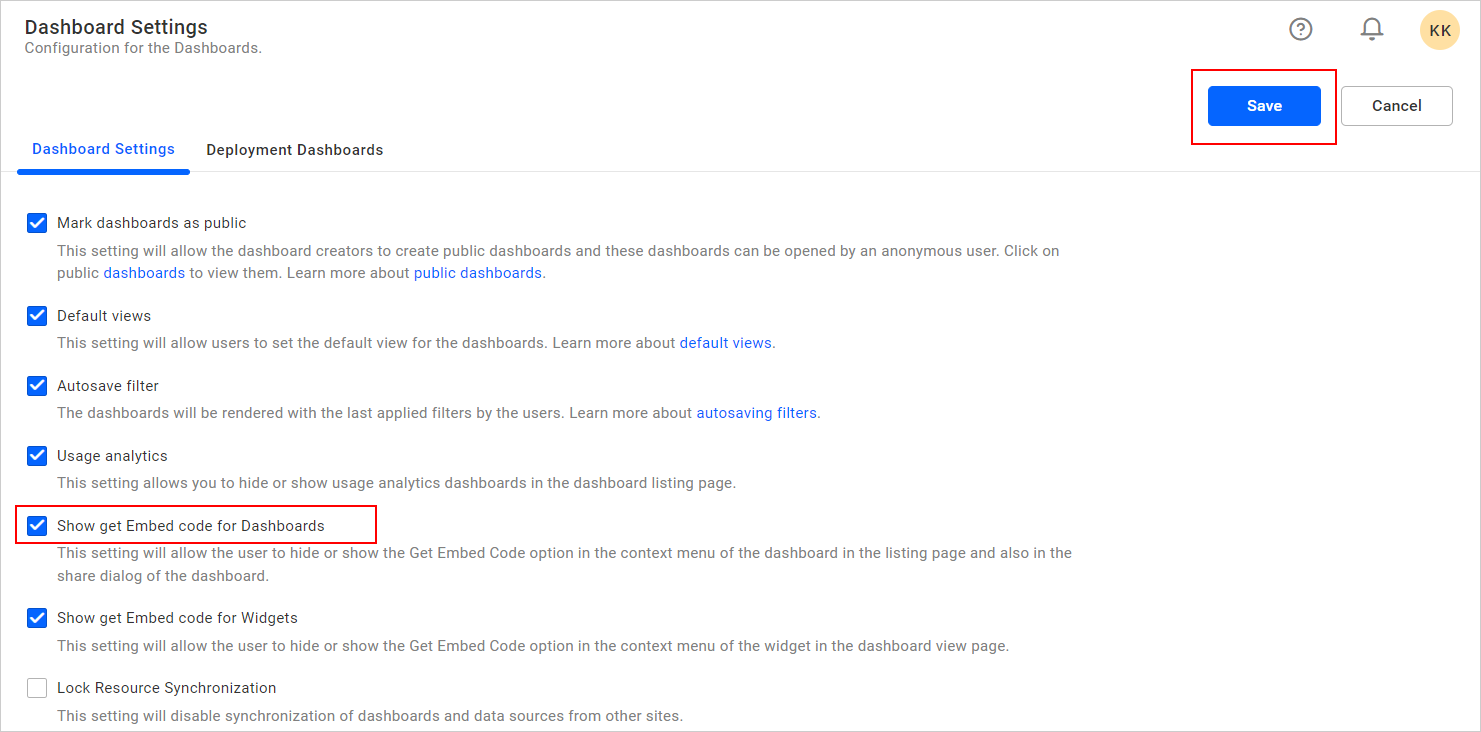 Dashboard Settings
Configuration for the Dashboards.
KK
Save
Cancel
Dashboard Settings
Deployment Dashboards
Mark dashboards as public
This setting will allow the dashboard creators to create public dashboards and these dashboards can be opened by an anonymous user. Click on
public dashboards to view them. Learn more about public dashboards.
Default views
This setting will allow users to set the default view for the dashboards. Learn more about default views.
Autosave filter
The dashboards will be rendered with the last applied filters by the users. Learn more about autosaving filters.
Usage analytics
This setting allows you to hide or show usage analytics dashboards in the dashboard listing page.
Show get Embed code for Dashboards
This setting will allow the user to hide or show the Get Embed Code option in the context menu of the dashboard in the listing page and also in the
share dialog of the dashboard.
Show get Embed code for Widgets
This setting will allow the user to hide or show the Get Embed Code option in the context menu of the widget in the dashboard view page.
Lock Resource Synchronization
This setting will disable synchronization of dashboards and data sources from other sites.